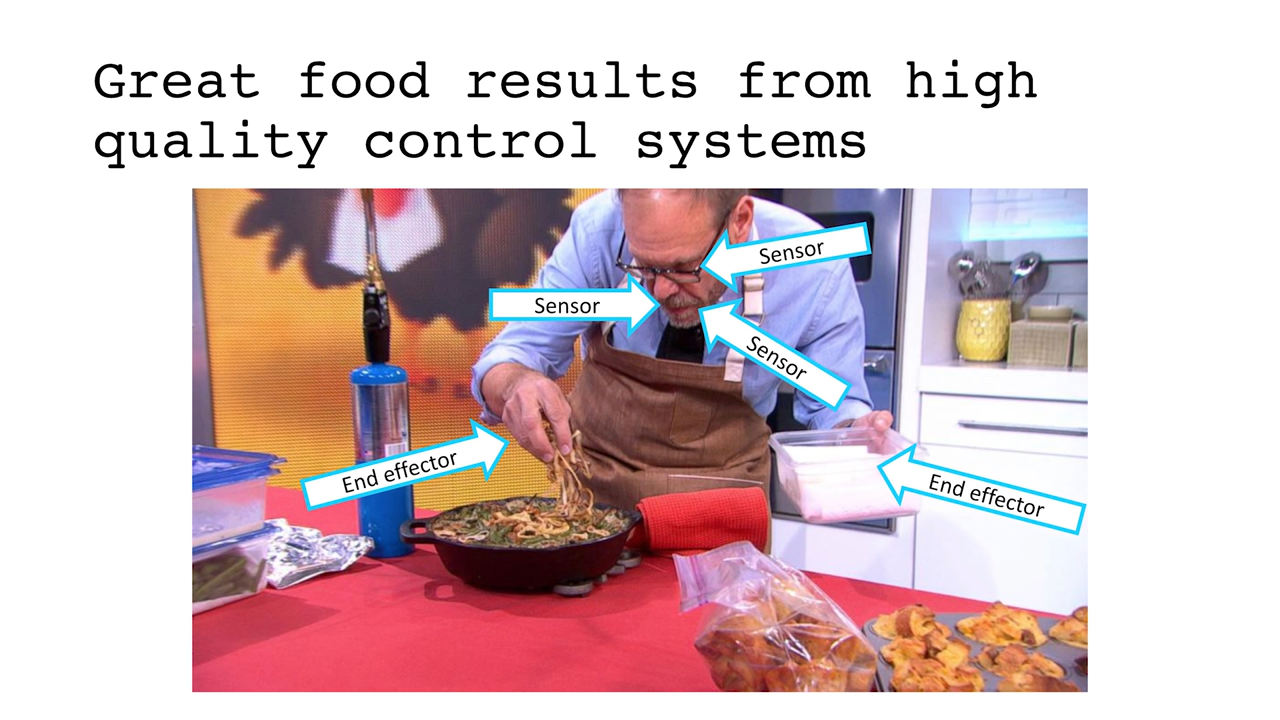 Great food results from high
quality control systems
Sensor
Sensor
Sensor
End effector
End effector